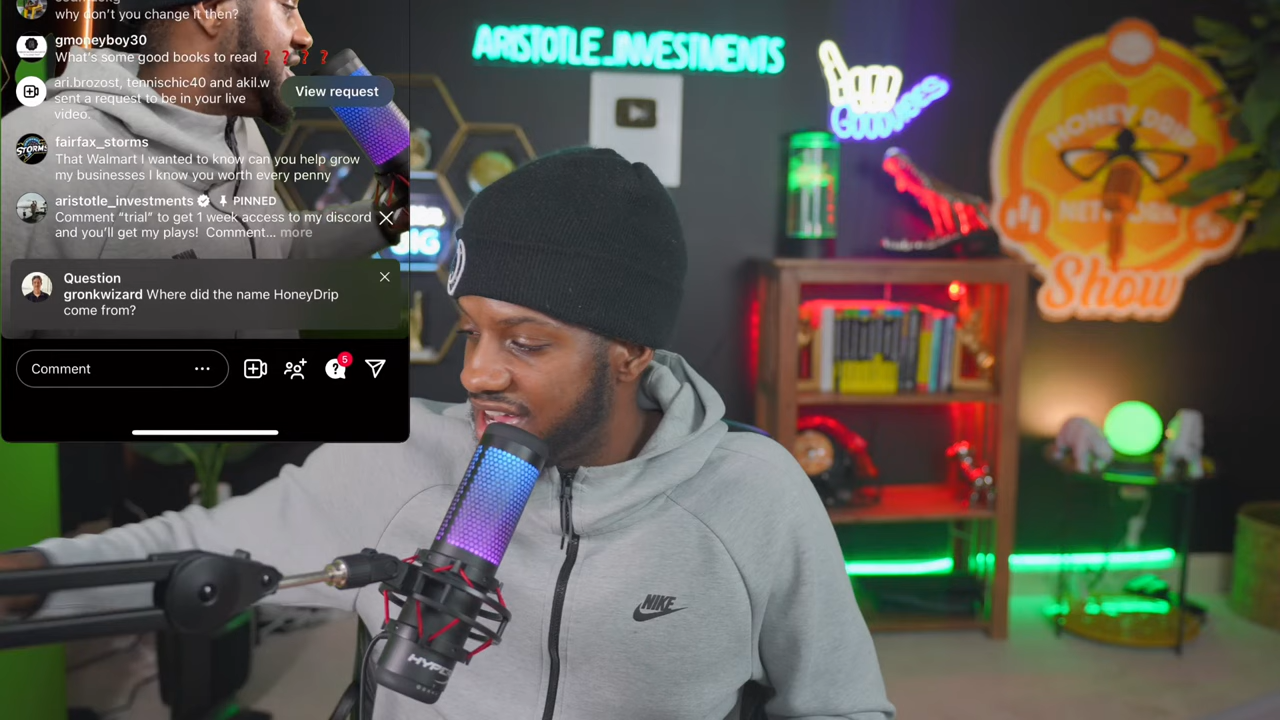 why don't you change it then?
gmoneyboy30
What's some good books to read ❓❓❓❓
ari.brozost, tennischic40 and akil.w
sent a request to be in your live
video.
View request
fairfax_storms
That Walmart I wanted to know can you help grow
my businesses I know you worth every penny
aristotle_investments PINNED
Comment “trial” to get 1 week access to my discord
and you'll get my plays! Comment... more
Question
gronkwizard Where did the name HoneyDrip
come from?
Comment
5
ARISTOTLE_INVESTMENTS
GOODVIBES
HONEY DRIP
NETWORK
Show
NIKE